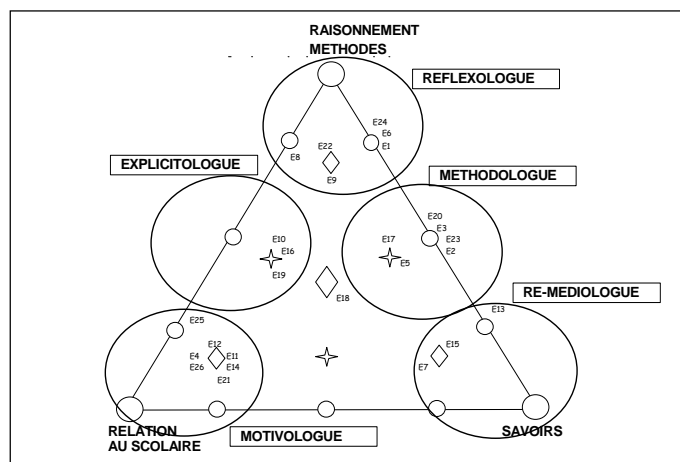 RAISONNEMENT
METHODES
REFLEXOLOGUE
E24
E6
E8
E22
E1
EXPLICITOLOGUE
E9
METHODOLOGUE
E20
E10
E17
E3
E16
E23
E5
E2
E19
E18
RE-MEDIOLOGUE
E13
E25
E12
E15
E4
E11
E7
E26
E14
E21
RELATION
AU SCOLAIRE
MOTIVOLOGUE
SAVOIRS